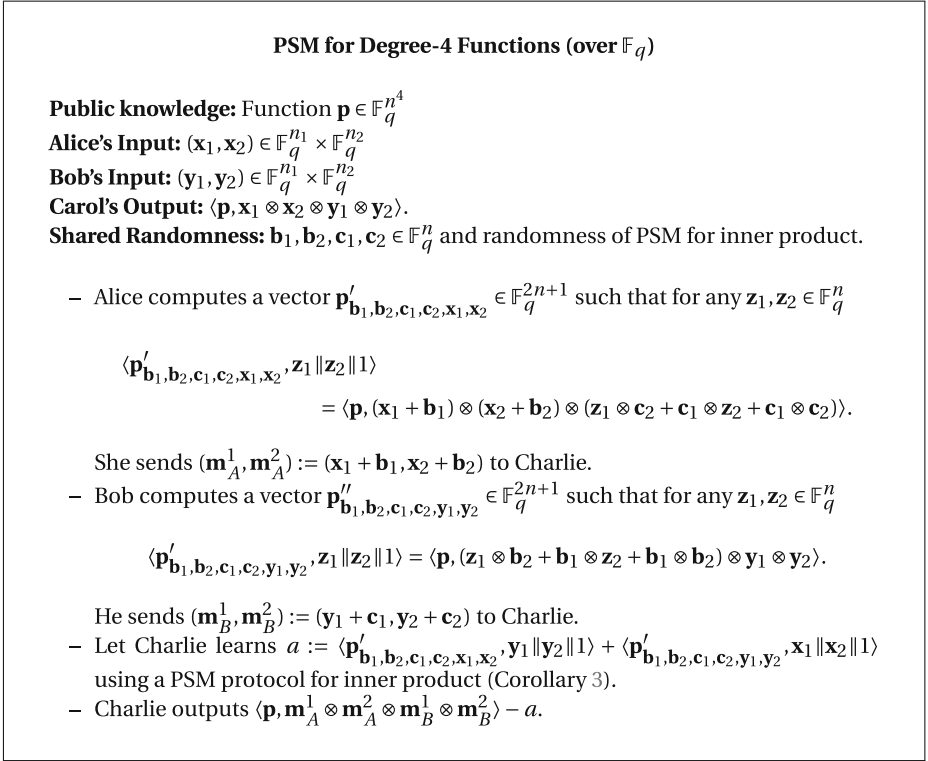 PSM for Degree-4 Functions (over 𝔽_q)
Public knowledge: Function p ∈ 𝔽_q^{n^4}
Alice's Input: (x_1, x_2) ∈ 𝔽_q^{n_1} × 𝔽_q^{n_2}
Bob's Input: (y_1, y_2) ∈ 𝔽_q^{n_1} × 𝔽_q^{n_2}
Carol's Output: ⟨p, x_1 ⊗ x_2 ⊗ y_1 ⊗ y_2⟩.
Shared Randomness: b_1, b_2, c_1, c_2 ∈ 𝔽_q^n and randomness of PSM for inner product.
– Alice computes a vector p′_{b_1,b_2,c_1,c_2,x_1,x_2} ∈ 𝔽_q^{2n+1} such that for any z_1, z_2 ∈ 𝔽_q^n
⟨p′_{b_1,b_2,c_1,c_2,x_1,x_2}, z_1‖z_2‖1⟩
= ⟨p, (x_1 + b_1) ⊗ (x_2 + b_2) ⊗ (z_1 ⊗ c_2 + c_1 ⊗ z_2 + c_1 ⊗ c_2)⟩.
She sends (m_A^1, m_A^2) := (x_1 + b_1, x_2 + b_2) to Charlie.
– Bob computes a vector p′′_{b_1,b_2,c_1,c_2,y_1,y_2} ∈ 𝔽_q^{2n+1} such that for any z_1, z_2 ∈ 𝔽_q^n
⟨p′_{b_1,b_2,c_1,c_2,y_1,y_2}, z_1‖z_2‖1⟩ = ⟨p, (z_1 ⊗ b_2 + b_1 ⊗ z_2 + b_1 ⊗ b_2) ⊗ y_1 ⊗ y_2⟩.
He sends (m_B^1, m_B^2) := (y_1 + c_1, y_2 + c_2) to Charlie.
– Let Charlie learns a := ⟨p′_{b_1,b_2,c_1,c_2,x_1,x_2}, y_1‖y_2‖1⟩ + ⟨p′_{b_1,b_2,c_1,c_2,y_1,y_2}, x_1‖x_2‖1⟩
using a PSM protocol for inner product (Corollary 3).
– Charlie outputs ⟨p, m_A^1 ⊗ m_A^2 ⊗ m_B^1 ⊗ m_B^2⟩ − a.